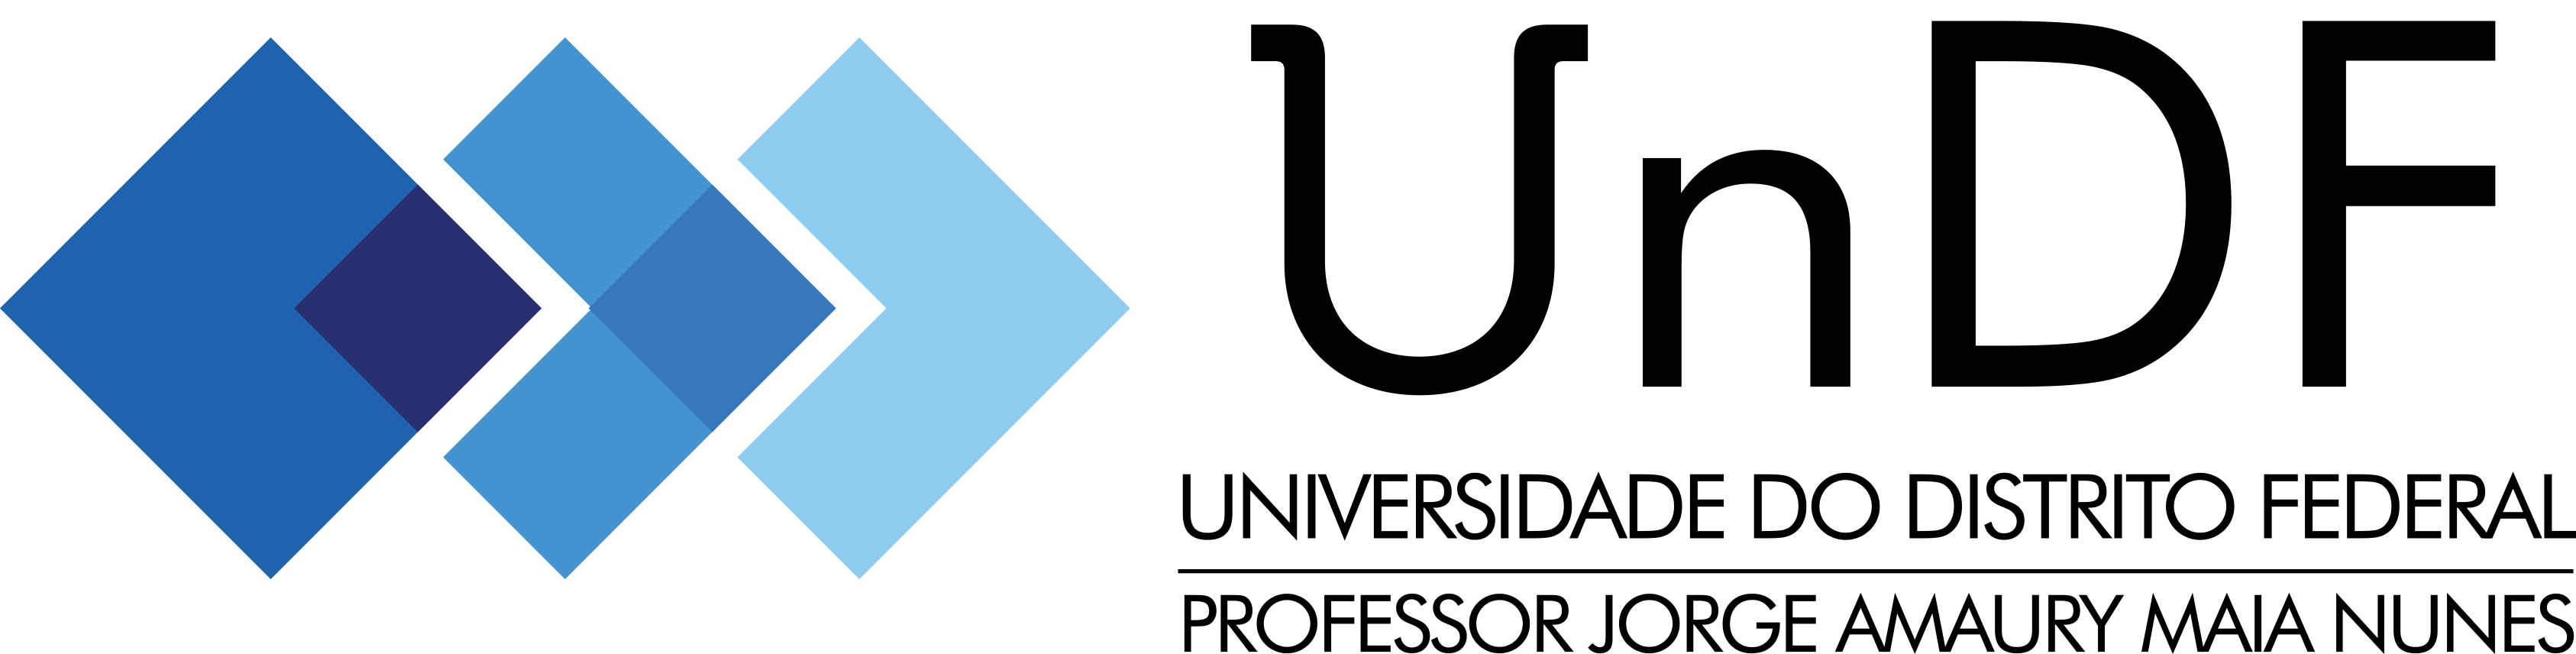 UnDF
UNIVERSIDADE DO DISTRITO FEDERAL
PROFESSOR JORGE AMAURY MAIA NUNES